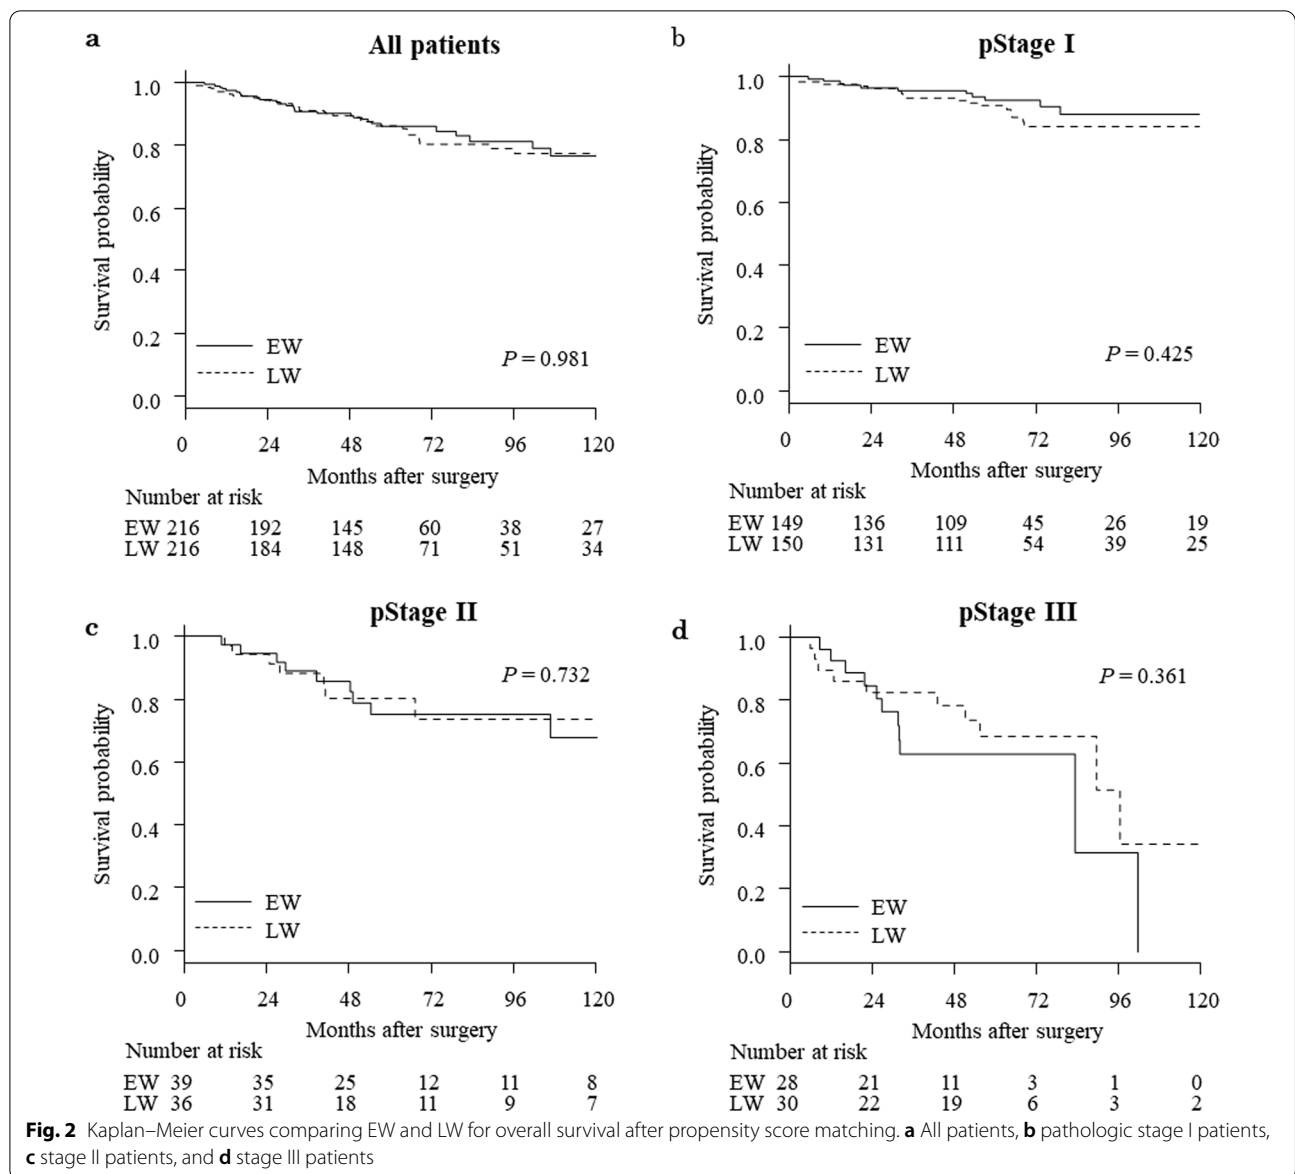 a All patients
1.0
0.8
0.6
0.4
0.2
0.0
Survival probability
EW
LW
P = 0.981
0 24 48 72 96 120
Months after surgery
Number at risk
EW 216 192 145 60 38 27
LW 216 184 148 71 51 34
b pStage I
1.0
0.8
0.6
0.4
0.2
0.0
Survival probability
EW
LW
P = 0.425
0 24 48 72 96 120
Months after surgery
Number at risk
EW 149 136 109 45 26 19
LW 150 131 111 54 39 25
c pStage II
1.0
0.8
0.6
0.4
0.2
0.0
Survival probability
P = 0.732
EW
LW
0 24 48 72 96 120
Months after surgery
Number at risk
EW 39 35 25 12 11 8
LW 36 31 18 11 9 7
d pStage III
1.0
0.8
0.6
0.4
0.2
0.0
Survival probability
P = 0.361
EW
LW
0 24 48 72 96 120
Months after surgery
Number at risk
EW 28 21 11 3 1 0
LW 30 22 19 6 3 2
Fig. 2 Kaplan–Meier curves comparing EW and LW for overall survival after propensity score matching. a All patients, b pathologic stage I patients,
c stage II patients, and d stage III patients